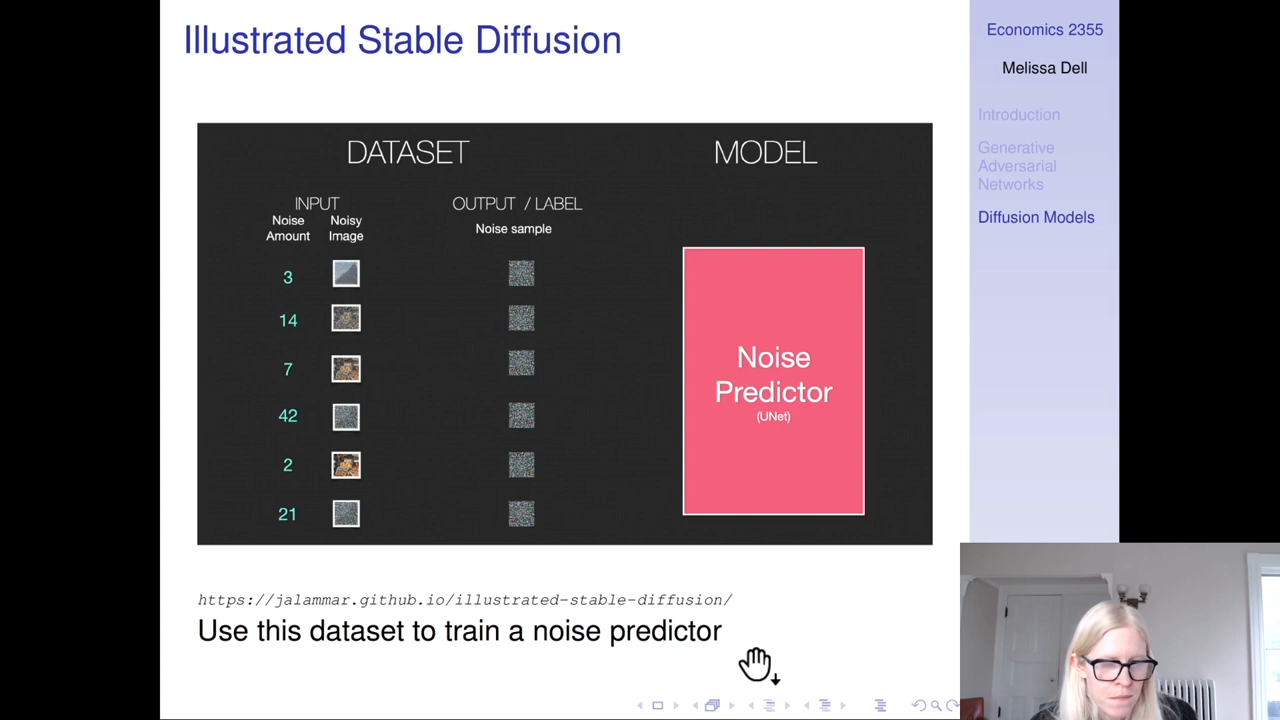 Illustrated Stable Diffusion
DATASET
MODEL
INPUT
OUTPUT / LABEL
Noise Amount
Noisy Image
Noise sample
3
14
7
42
2
21
Noise
Predictor
(UNet)
https://jalammar.github.io/illustrated-stable-diffusion/
Use this dataset to train a noise predictor
Economics 2355
Melissa Dell
Introduction
Generative
Adversarial
Networks
Diffusion Models